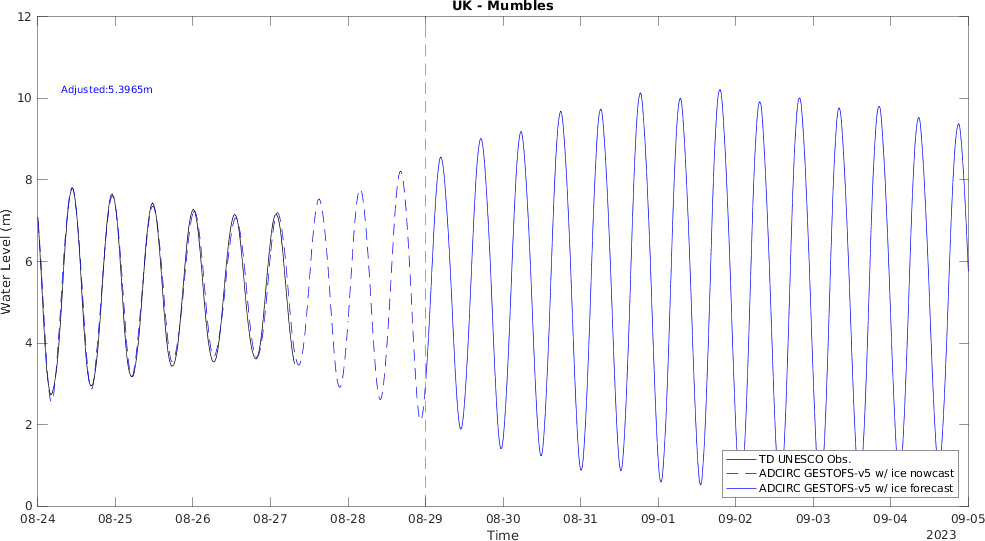 UK - Mumbles
12
10
8
6
4
2
0
Water Level (m)
Adjusted:5.3965m
TD UNESCO Obs.
ADCIRC GESTOFS-v5 w/ ice nowcast
ADCIRC GESTOFS-v5 w/ ice forecast
08-24 08-25 08-26 08-27 08-28 08-29 08-30 08-31 09-01 09-02 09-03 09-04 09-05
Time
2023